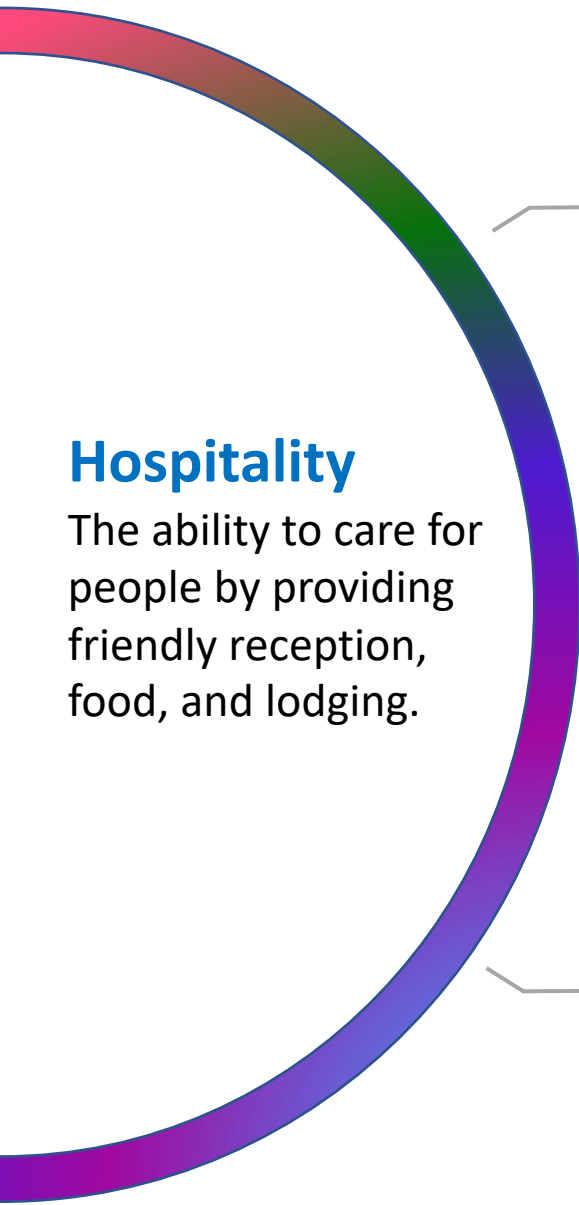 Hospitality
The ability to care for
people by providing
friendly reception,
food, and lodging.